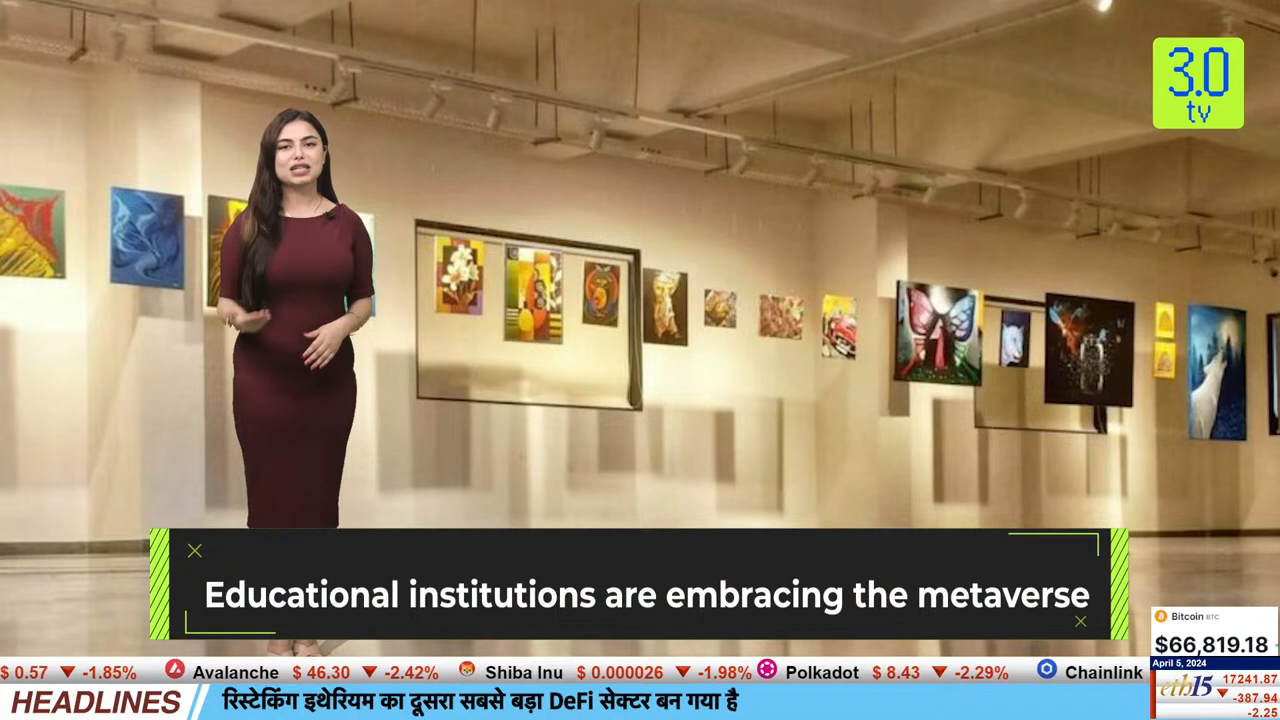 3.0
tv
Educational institutions are embracing the metaverse
Bitcoin BTC
$66,819.18
$ 0.57 ▼ -1.85% Avalanche $ 46.30 ▼ -2.42% Shiba Inu $ 0.000026 ▼ -1.98% Polkadot $ 8.43 ▼ -2.29% Chainlink
April 5, 2024
eth15 17241.87
▼ -387.94
-2.25
HEADLINES रिस्टेकिंग इथेरियम का दूसरा सबसे बड़ा DeFi सेक्टर बन गया है